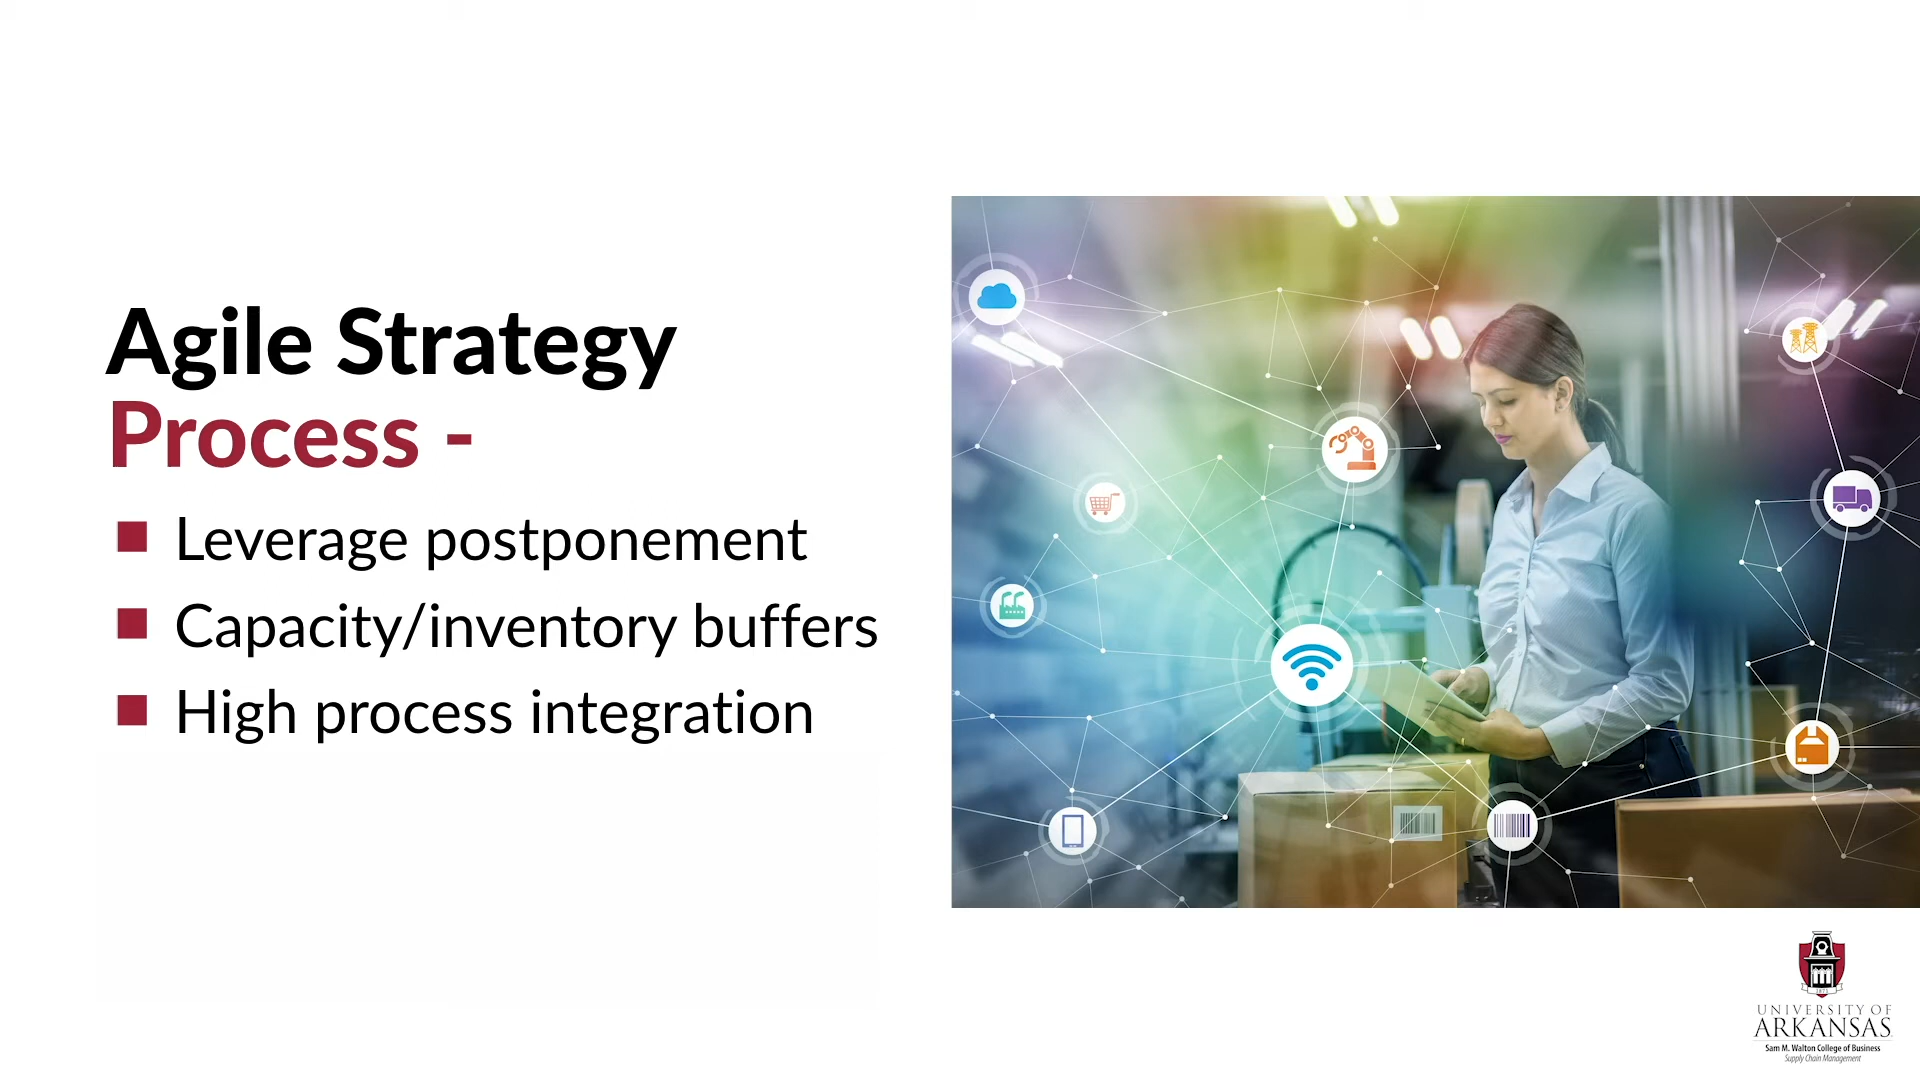 Agile Strategy
Process -
Leverage postponement
Capacity/inventory buffers
High process integration
1871
UNIVERSITY OF
ARKANSAS
Sam M. Walton College of Business
Supply Chain Management